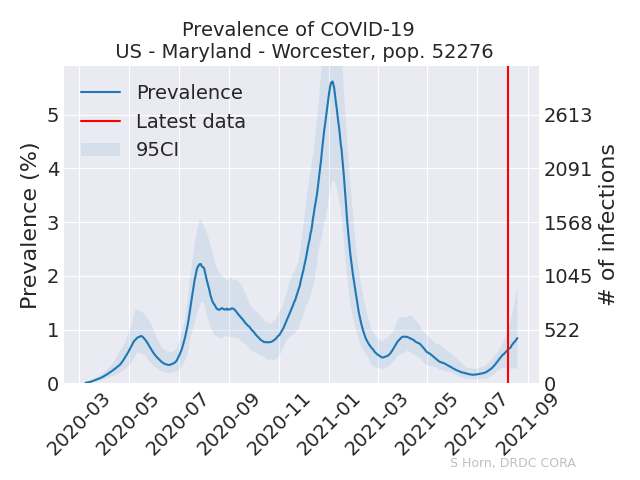 Prevalence of COVID-19
US - Maryland - Worcester, pop. 52276
Prevalence
Latest data
95CI
Prevalence (%)
5
4
3
2
1
0
2613
2091
1568
1045
522
0
# of infections
2020-03
2020-05
2020-07
2020-09
2020-11
2021-01
2021-03
2021-05
2021-07
2021-09
S Horn, DRDC CORA